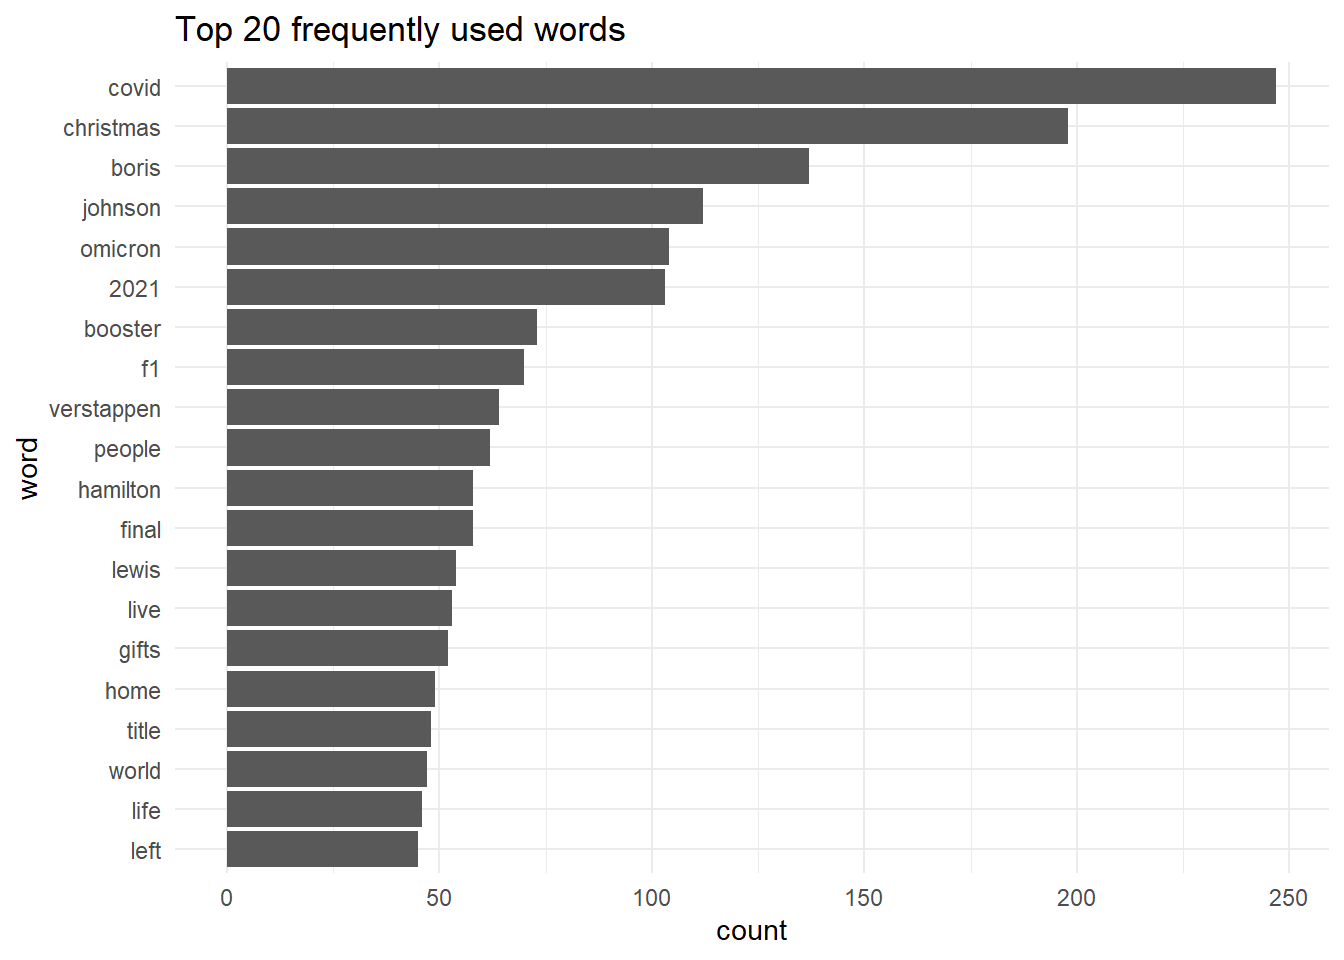 Top 20 frequently used words
word
covid
christmas
boris
johnson
omicron
2021
booster
f1
verstappen
people
hamilton
final
lewis
live
gifts
home
title
world
life
left
0 50 100 150 200 250
count